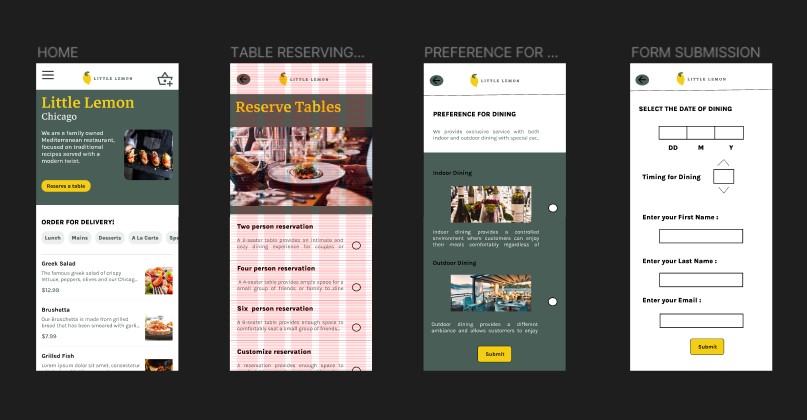 HOME
LITTLE LEMON
Little Lemon
Chicago
We are a family owned
Mediterranean restaurant,
focused on traditional
recipes served with a
modern twist.
Reserve a table
ORDER FOR DELIVERY!
Lunch
Mains
Desserts
A La Carte
Greek Salad
The famous greek salad of crispy
lettuce, peppers, olives and our Chicag...
$12.99
Brushetta
Our Bruschetta is made from grilled
bread that has been smeared with garli...
$7.99
Grilled Fish
Lorem ipsum dolor sit amet, consectetur
TABLE RESERVING...
LITTLE LEMON
Reserve Tables
Two person reservation
A 2-seater table provides an intimate and
cozy dining experience for couples or
Four person reservation
A 4-seater table provides ample space for a
small group of friends or family to dine
Six person reservation
A 6-seater table provides enough space to
comfortably seat a small group of friends,
Customize reservation
A reservation provides enough space to
PREFERENCE FOR ...
LITTLE LEMON
PREFERENCE FOR DINING
We provide exclusive service with both
indoor and outdoor dining with special oc...
Indoor Dining
Indoor dining provides a controlled
environment where customers can enjoy
their meals comfortably regardless of
Outdoor Dining
Outdoor dining provides a different
ambiance and allows customers to enjoy
Submit
FORM SUBMISSION
LITTLE LEMON
SELECT THE DATE OF DINING
DD M Y
Timing for Dining
Enter your First Name :
Enter your Last Name :
Enter your Email :
Submit